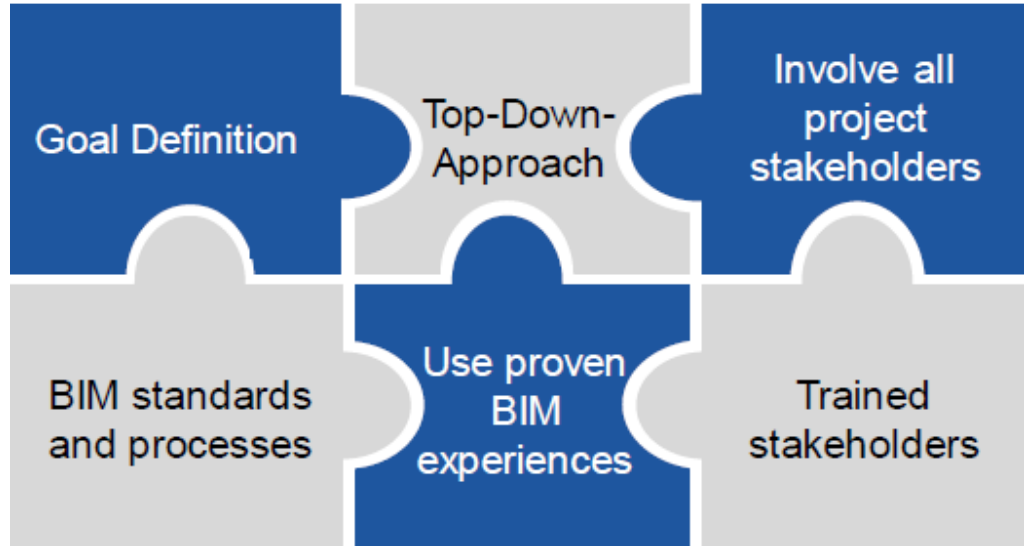 Goal Definition
Top-Down-
Approach
Involve all
project
stakeholders
BIM standards
and processes
Use proven
BIM
experiences
Trained
stakeholders